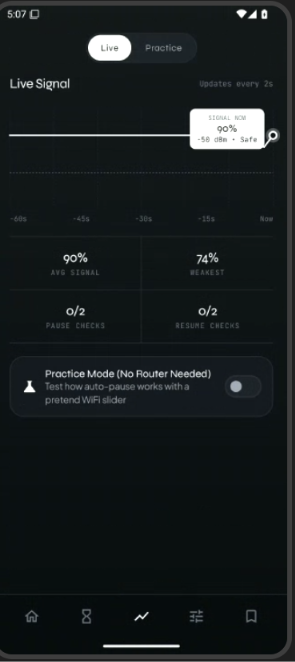 5:07
Live Practice
Live Signal Updates every 2s
SIGNAL NOW
90%
-50 dBm • Safe
-60s -45s -30s -15s Now
90% 74%
AVG SIGNAL WEAKEST
0/2 0/2
PAUSE CHECKS RESUME CHECKS
Practice Mode (No Router Needed)
Test how auto-pause works with a
pretend WiFi slider